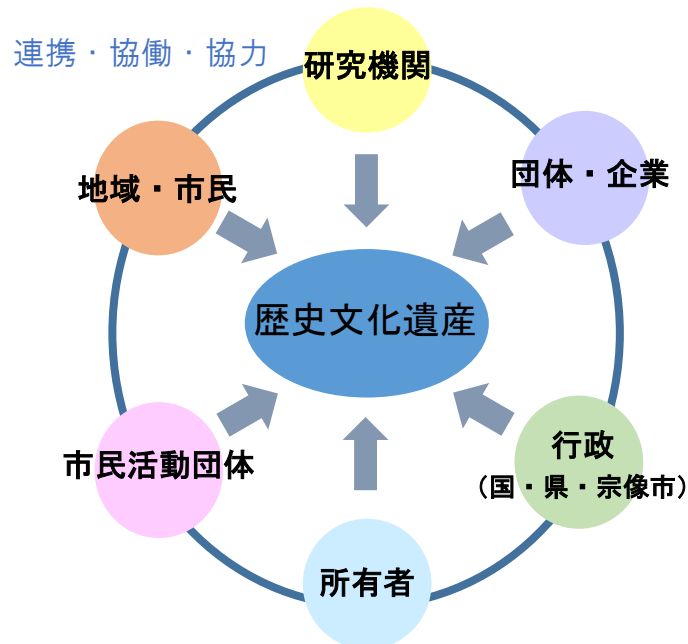 連携・協働・協力
研究機関
団体・企業
地域・市民
歴史文化遺産
市民活動団体
行政
（国・県・宗像市）
所有者